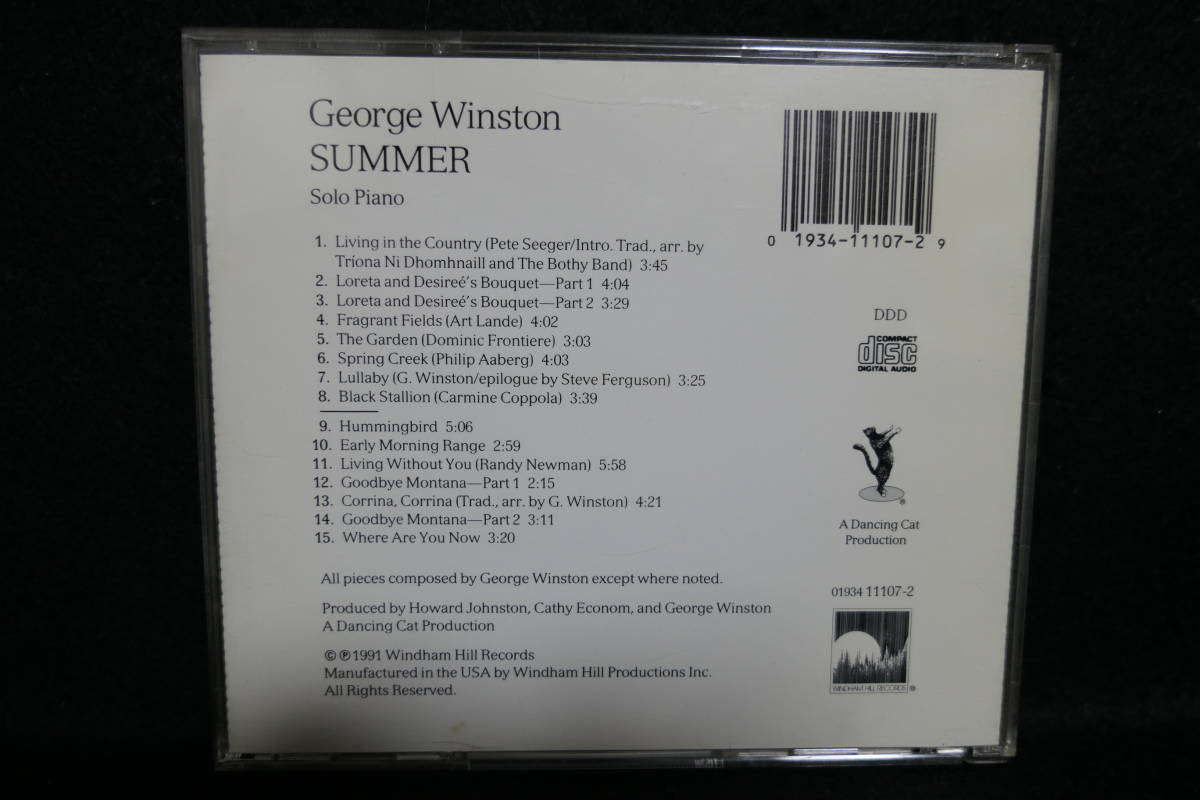 George Winston
SUMMER
Solo Piano
1. Living in the Country (Pete Seeger/Intro. Trad., arr. by
Tríona Ni Dhomhnaill and The Bothy Band) 3:45
2. Loreta and Desireé's Bouquet—Part 1 4:04
3. Loreta and Desireé's Bouquet—Part 2 3:29
4. Fragrant Fields (Art Lande) 4:02
5. The Garden (Dominic Frontiere) 3:03
6. Spring Creek (Philip Aaberg) 4:03
7. Lullaby (G. Winston/epilogue by Steve Ferguson) 3:25
8. Black Stallion (Carmine Coppola) 3:39
9. Hummingbird 5:06
10. Early Morning Range 2:59
11. Living Without You (Randy Newman) 5:58
12. Goodbye Montana—Part 1 2:15
13. Corrina, Corrina (Trad., arr. by G. Winston) 4:21
14. Goodbye Montana—Part 2 3:11
15. Where Are You Now 3:20
All pieces composed by George Winston except where noted.
Produced by Howard Johnston, Cathy Econom, and George Winston
A Dancing Cat Production
© ℗ 1991 Windham Hill Records
Manufactured in the USA by Windham Hill Productions Inc.
All Rights Reserved.
0 1934-11107-2 9
DDD
COMPACT
disc
DIGITAL AUDIO
®
A Dancing Cat
Production
01934 11107-2
WINDHAM HILL RECORDS ®